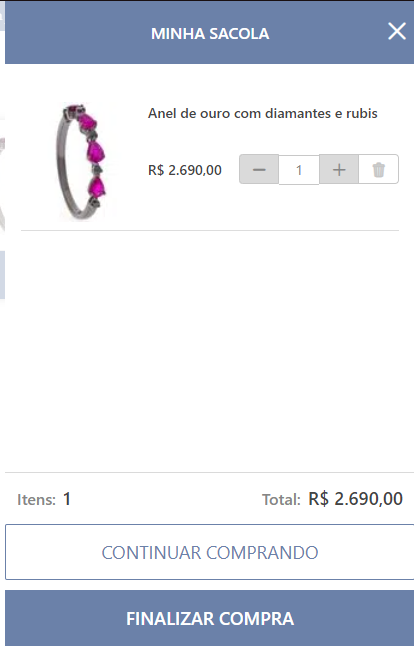 MINHA SACOLA
Anel de ouro com diamantes e rubis
R$ 2.690,00
1
Itens: 1
Total: R$ 2.690,00
CONTINUAR COMPRANDO
FINALIZAR COMPRA